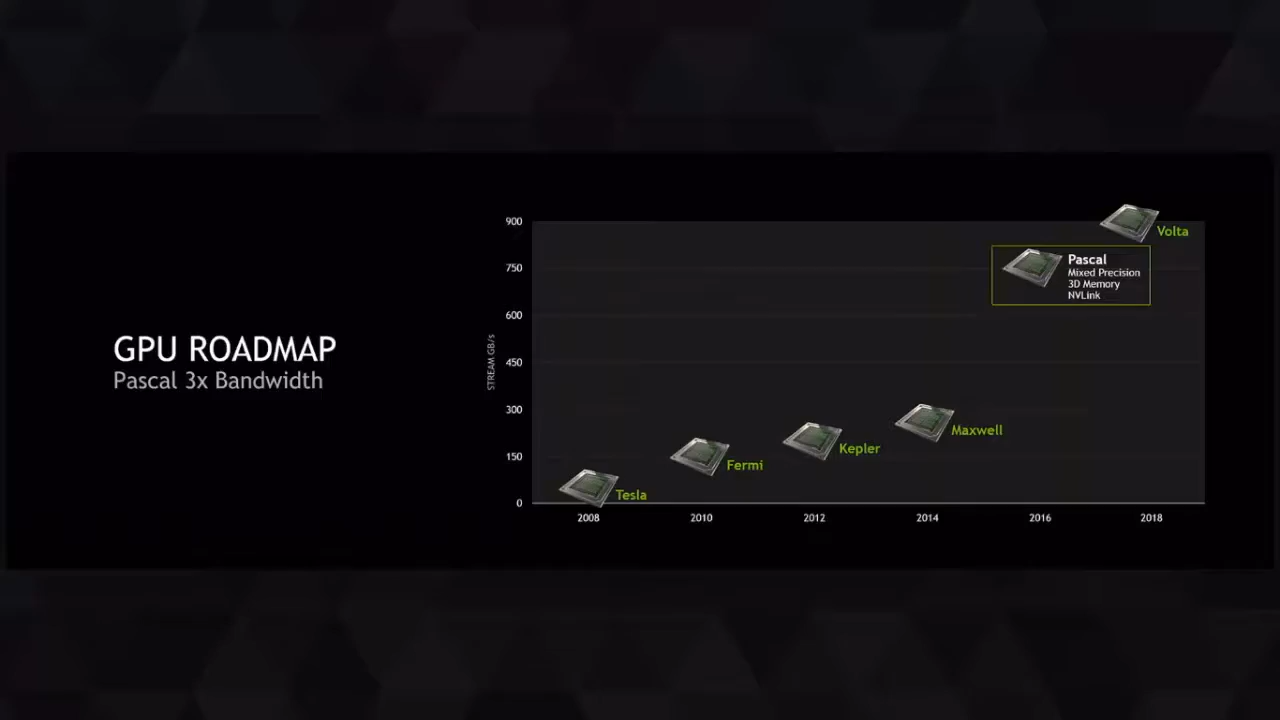 GPU ROADMAP
Pascal 3x Bandwidth
STREAM GB/s
900
750
600
450
300
150
0
2008
2010
2012
2014
2016
2018
Tesla
Fermi
Kepler
Maxwell
Pascal
Mixed Precision
3D Memory
NVLink
Volta